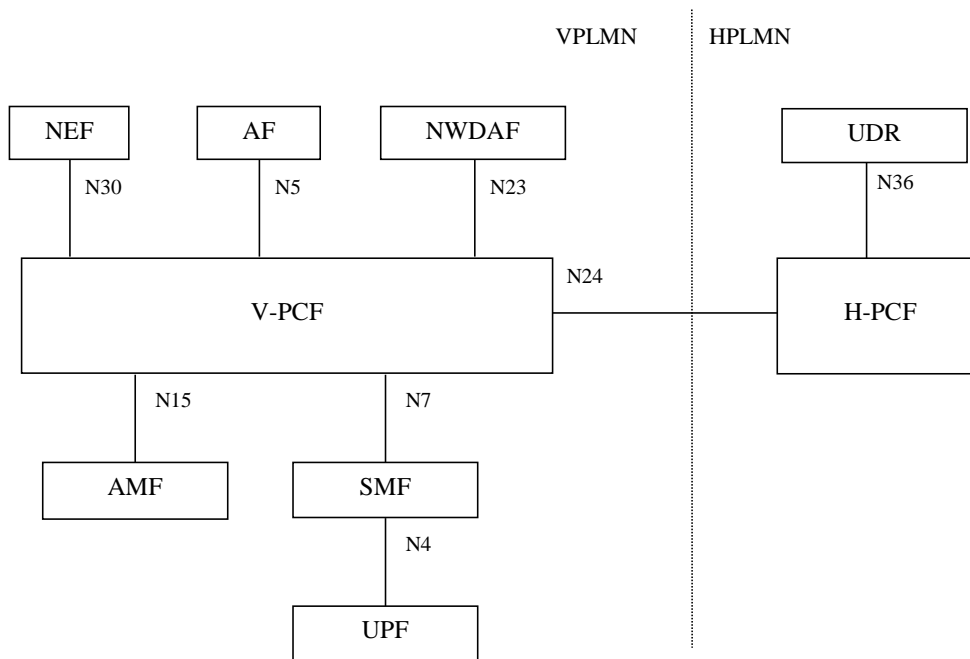 VPLMN
HPLMN
NEF
AF
NWDAF
UDR
N30
N5
N23
N36
N24
V-PCF
H-PCF
N15
N7
AMF
SMF
N4
UPF